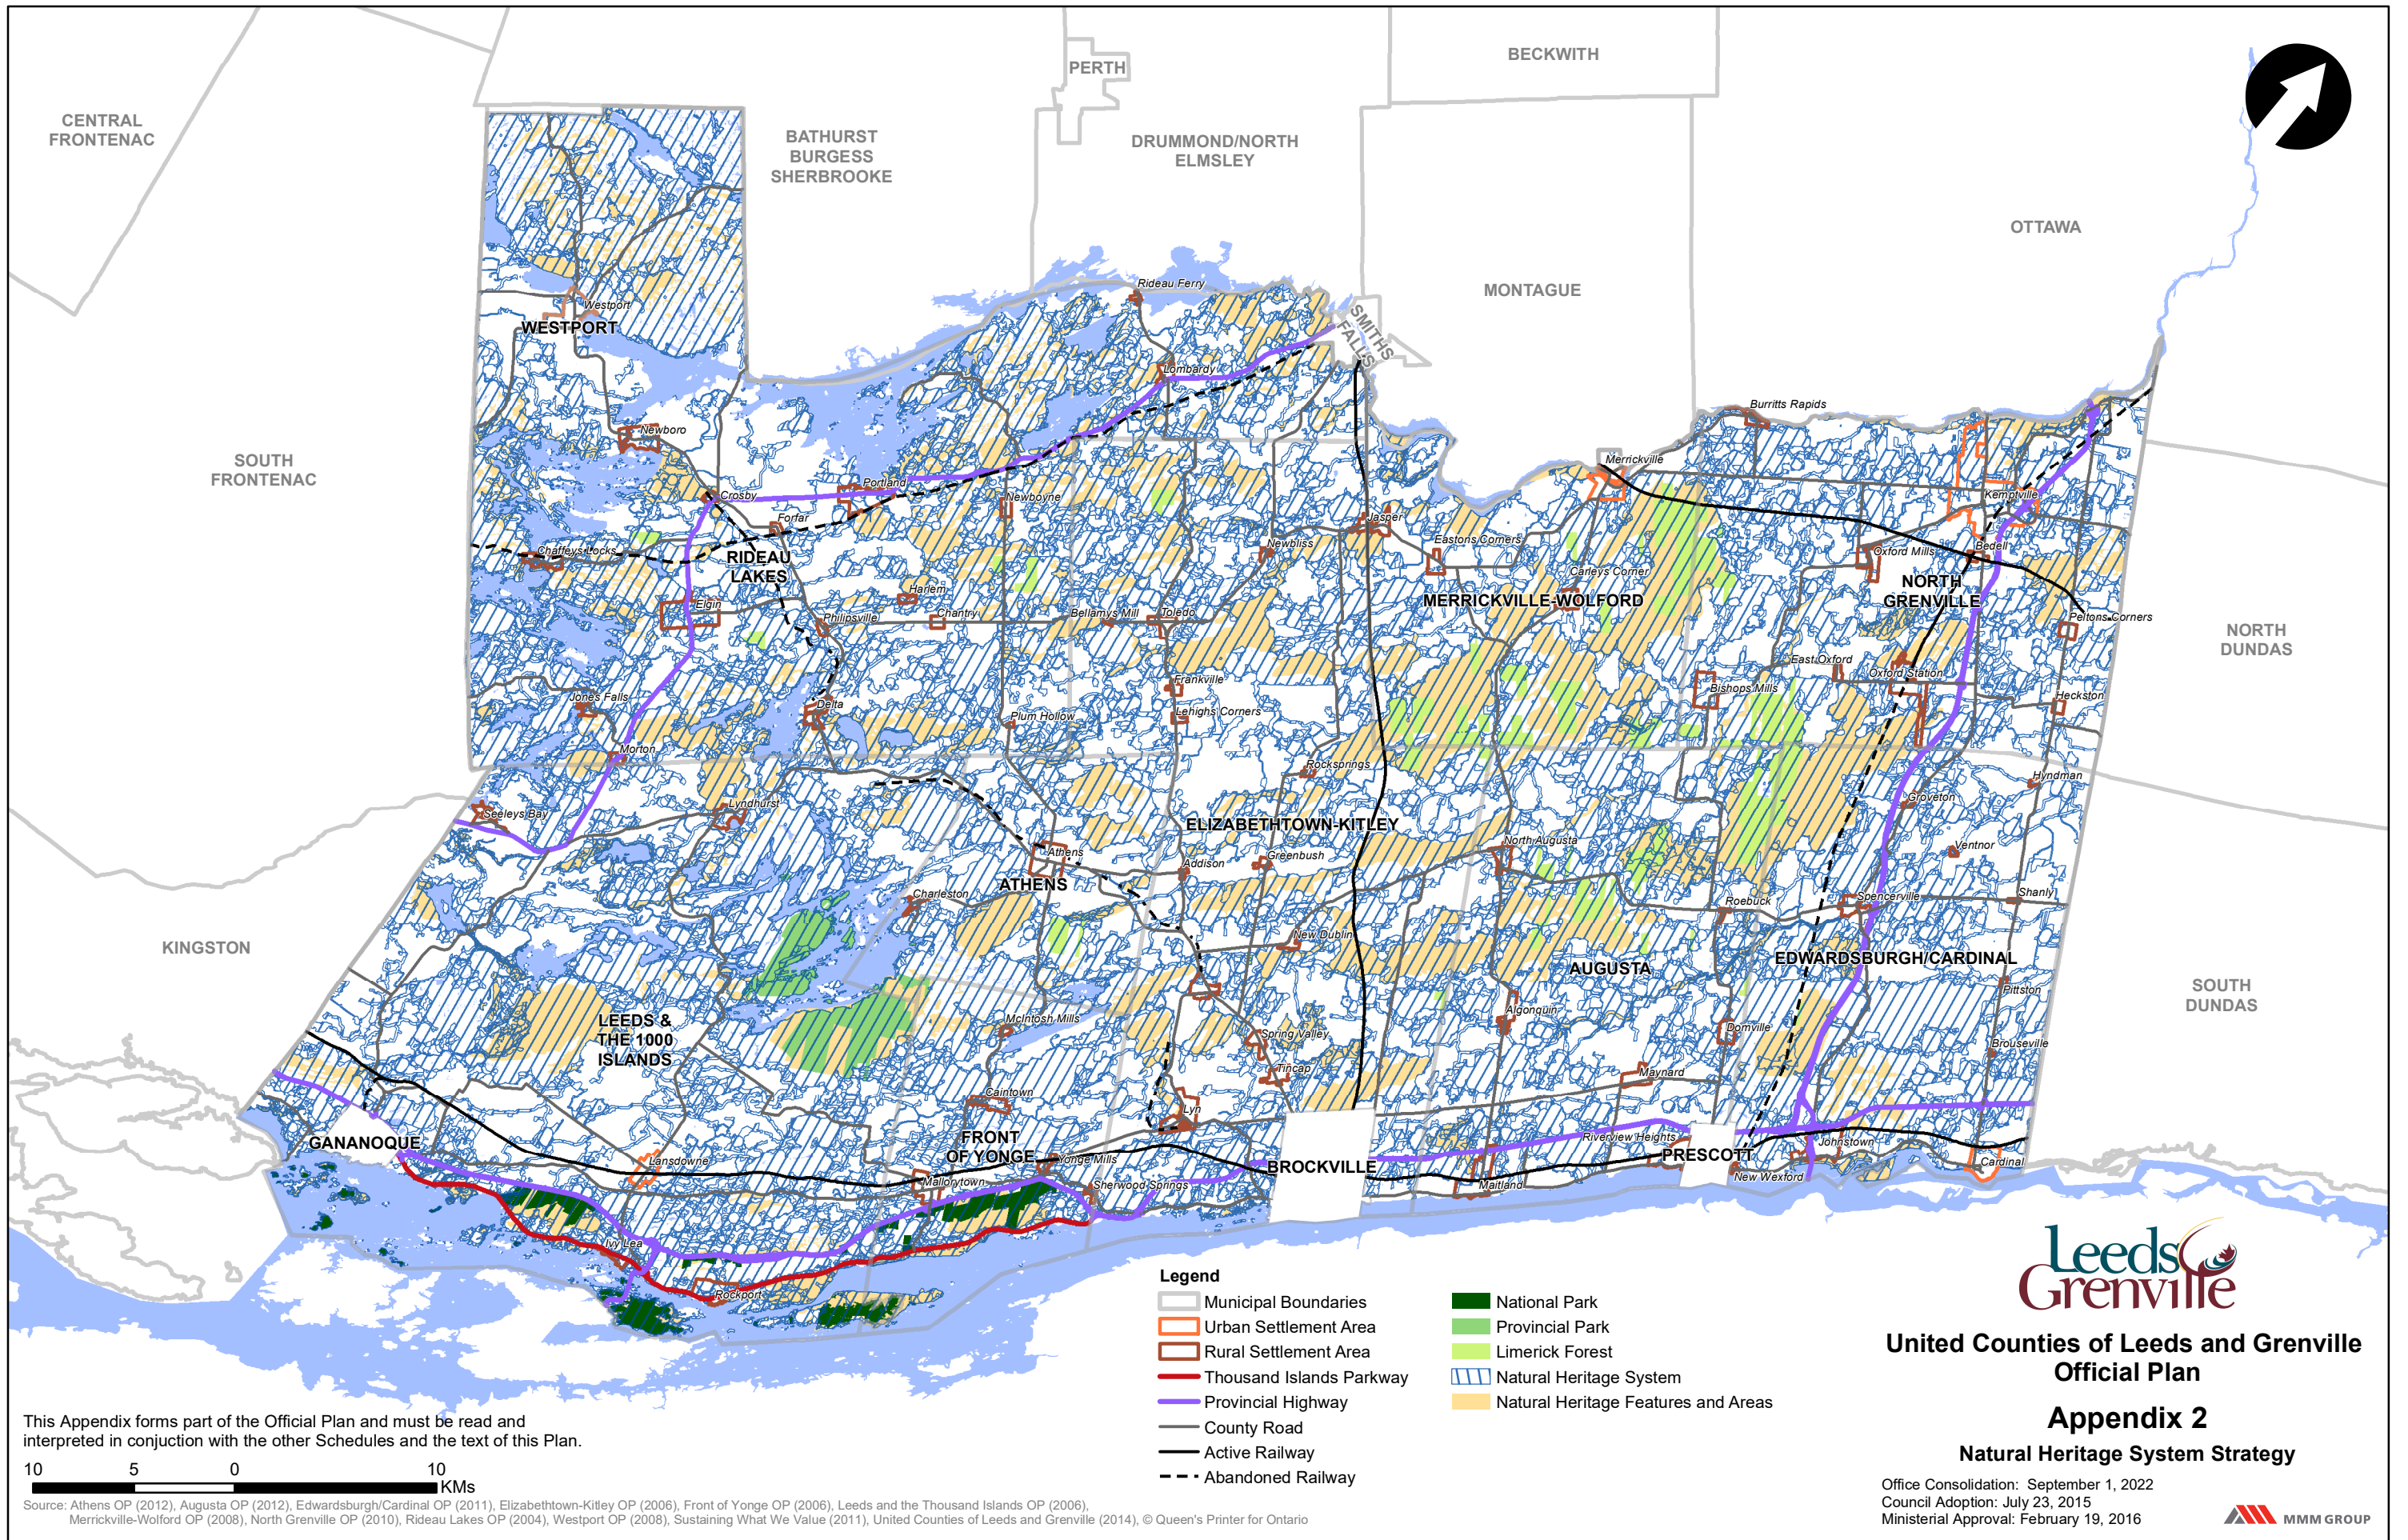 PERTH
BECKWITH
CENTRAL
FRONTENAC
BATHURST
BURGESS
SHERBROOKE
DRUMMOND/NORTH
ELMSLEY
OTTAWA
MONTAGUE
SMITHS
FALLS
Rideau Ferry
Westport
WESTPORT
Lombardy
Burritts Rapids
Newboro
SOUTH
FRONTENAC
Merrickville
Crosby
Portland
Newboyne
Kemptville
Forfar
Jasper
Chaffeys Locks
RIDEAU
LAKES
Newbliss
Eastons Corners
Oxford Mills
Bedell
Carleys Corner
NORTH
GRENVILLE
Harlem
MERRICKVILLE-WOLFORD
Elgin
Philipsville
Chantry
Bellamys Mill
Toledo
Peltons Corners
NORTH
DUNDAS
East Oxford
Oxford Station
Frankville
Bishops Mills
Jones Falls
Heckston
Delta
Plum Hollow
Lehighs Corners
Morton
Rocksprings
Hyndman
Seeleys Bay
Lyndhurst
Groveton
ELIZABETHTOWN-KITLEY
North Augusta
Ventnor
Athens
Addison
Greenbush
ATHENS
Charleston
Spencerville
Shanly
Roebuck
KINGSTON
New Dublin
EDWARDSBURGH/CARDINAL
AUGUSTA
Pittston
SOUTH
DUNDAS
LEEDS &
THE 1000
ISLANDS
McIntosh Mills
Algonquin
Spring Valley
Domville
Brouseville
Tincap
Maynard
Caintown
Lyn
GANANOQUE
FRONT
OF YONGE
Riverview Heights
Johnstown
Lansdowne
Yonge Mills
BROCKVILLE
PRESCOTT
Cardinal
Mallorytown
Sherwood Springs
Maitland
New Wexford
Ivy Lea
Rockport
Legend
Municipal Boundaries
Urban Settlement Area
Rural Settlement Area
Thousand Islands Parkway
Provincial Highway
County Road
Active Railway
Abandoned Railway
National Park
Provincial Park
Limerick Forest
Natural Heritage System
Natural Heritage Features and Areas
Leeds
Grenville
United Counties of Leeds and Grenville
Official Plan
Appendix 2
Natural Heritage System Strategy
Office Consolidation: September 1, 2022
Council Adoption: July 23, 2015
Ministerial Approval: February 19, 2016
MMM GROUP
This Appendix forms part of the Official Plan and must be read and
interpreted in conjuction with the other Schedules and the text of this Plan.
10 5 0 10
KMs
Source: Athens OP (2012), Augusta OP (2012), Edwardsburgh/Cardinal OP (2011), Elizabethtown-Kitley OP (2006), Front of Yonge OP (2006), Leeds and the Thousand Islands OP (2006),
Merrickville-Wolford OP (2008), North Grenville OP (2010), Rideau Lakes OP (2004), Westport OP (2008), Sustaining What We Value (2011), United Counties of Leeds and Grenville (2014), © Queen's Printer for Ontario